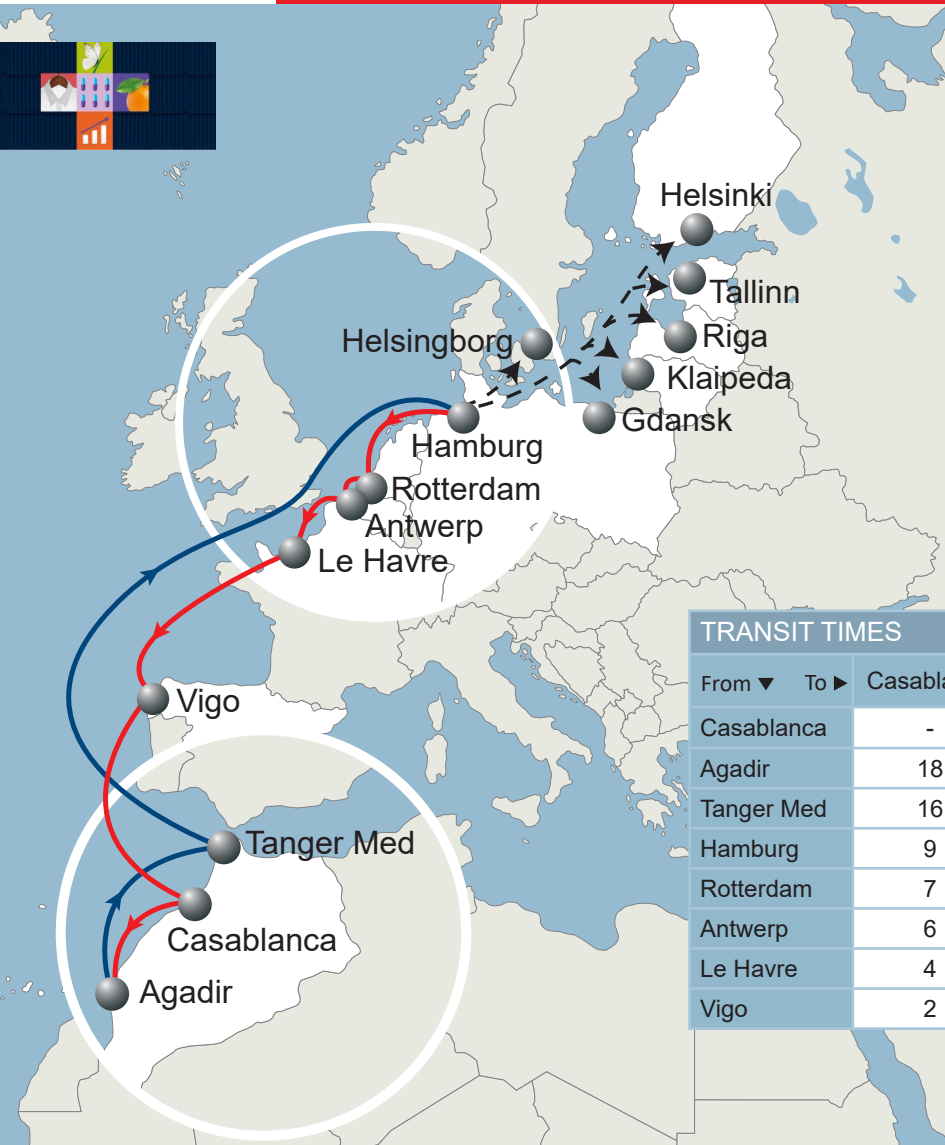 Helsinki
Tallinn
Helsingborg
Riga
Klaipeda
Gdansk
Hamburg
Rotterdam
Antwerp
Le Havre
Vigo
Tanger Med
Casablanca
Agadir
TRANSIT TIMES
From ▼ To ▶ Casabla
Casablanca -
Agadir 18
Tanger Med 16
Hamburg 9
Rotterdam 7
Antwerp 6
Le Havre 4
Vigo 2